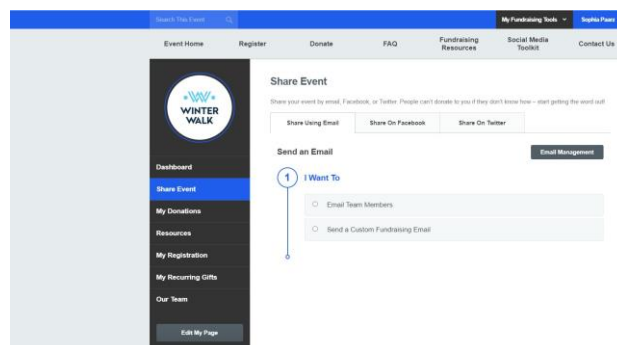 Search This Event
My Fundraising Tools
Sophia Paass
Event Home
Register
Donate
FAQ
Fundraising Resources
Social Media Toolkit
Contact Us
WINTER
WALK
Dashboard
Share Event
My Donations
Resources
My Registration
My Recurring Gifts
Our Team
Edit My Page
Share Event
Share your event by email, Facebook, or Twitter. People can't donate to you if they don't know how – start getting the word out!
Share Using Email
Share On Facebook
Share On Twitter
Send an Email
Email Management
1
I Want To
Email Team Members
Send a Custom Fundraising Email